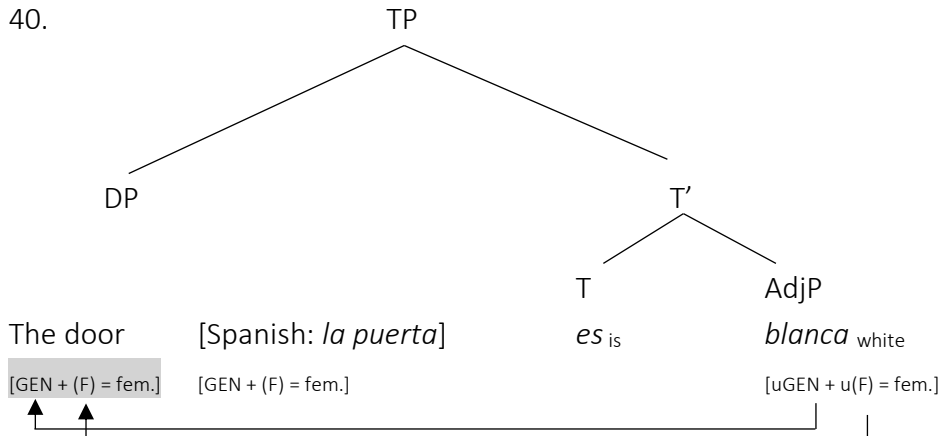 40.
TP
DP
T’
T
AdjP
The door [Spanish: la puerta] es is blanca white
[GEN + (F) = fem.] [GEN + (F) = fem.] [uGEN + u(F) = fem.]